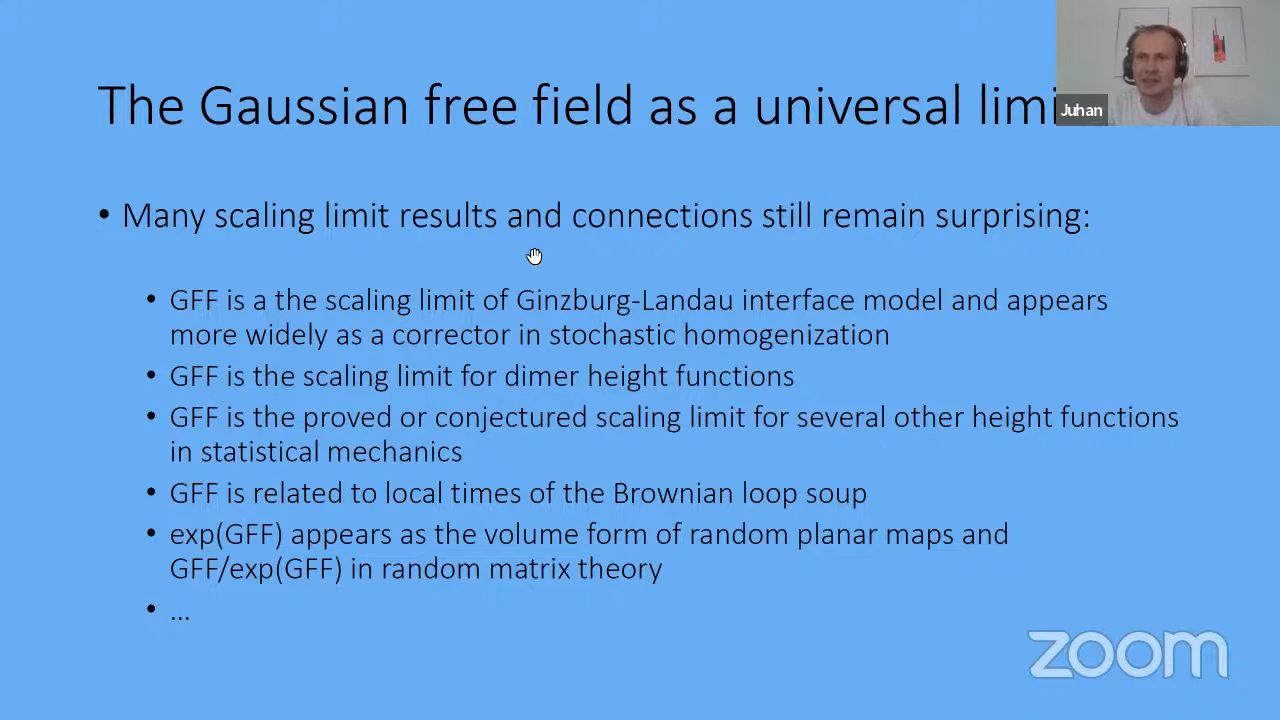 The Gaussian free field as a universal limi
Juhan
• Many scaling limit results and connections still remain surprising:
• GFF is a the scaling limit of Ginzburg-Landau interface model and appears
more widely as a corrector in stochastic homogenization
• GFF is the scaling limit for dimer height functions
• GFF is the proved or conjectured scaling limit for several other height functions
in statistical mechanics
• GFF is related to local times of the Brownian loop soup
• exp(GFF) appears as the volume form of random planar maps and
GFF/exp(GFF) in random matrix theory
• ...
zoom